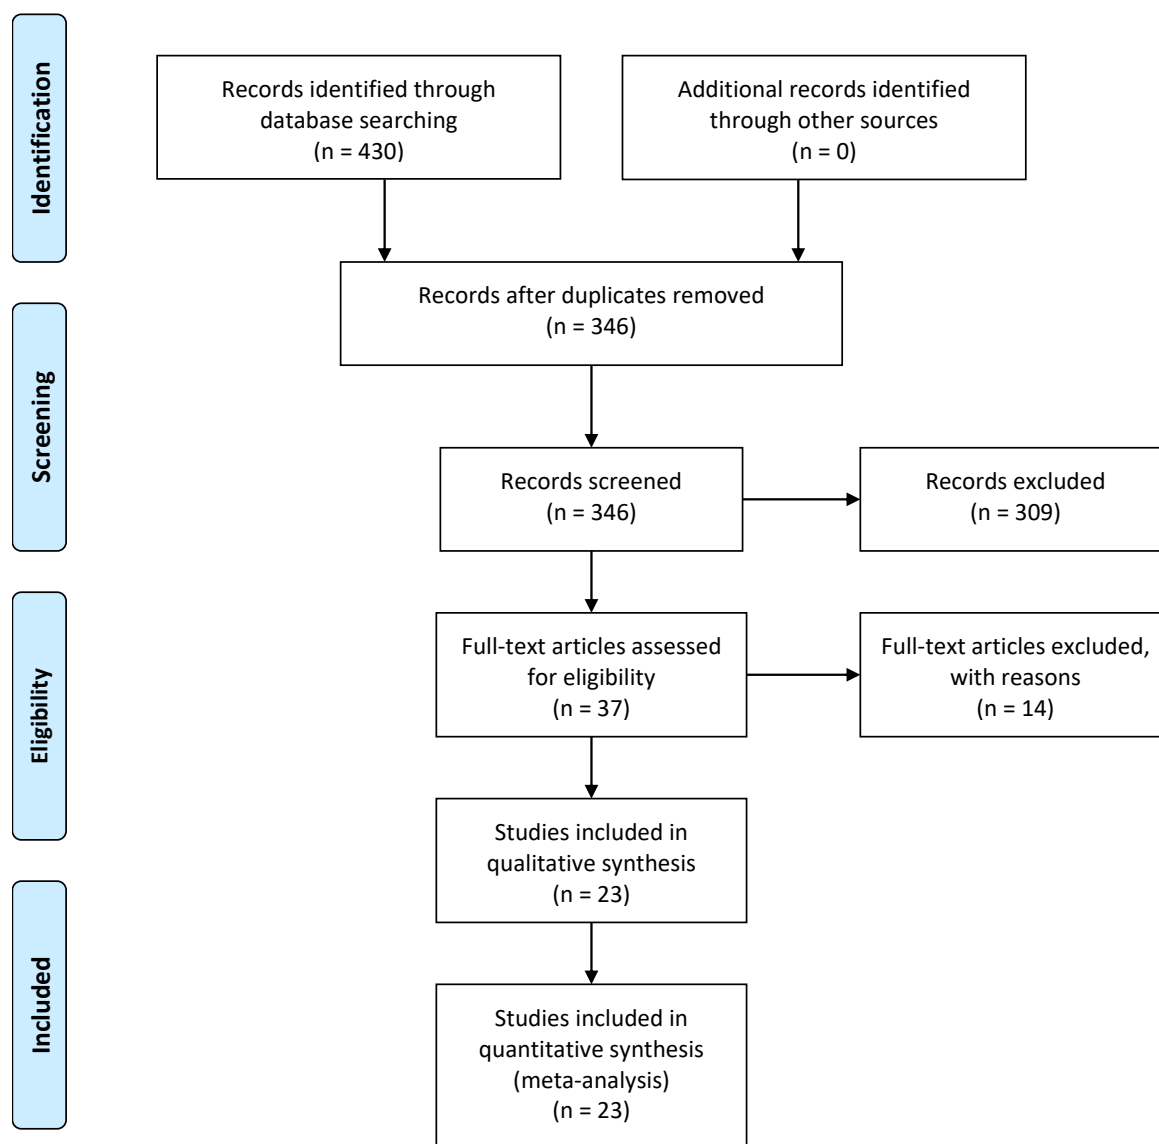 Identification
Records identified through
database searching
(n = 430)
Additional records identified
through other sources
(n = 0)
Records after duplicates removed
(n = 346)
Screening
Records screened
(n = 346)
Records excluded
(n = 309)
Eligibility
Full-text articles assessed
for eligibility
(n = 37)
Full-text articles excluded,
with reasons
(n = 14)
Studies included in
qualitative synthesis
(n = 23)
Included
Studies included in
quantitative synthesis
(meta-analysis)
(n = 23)